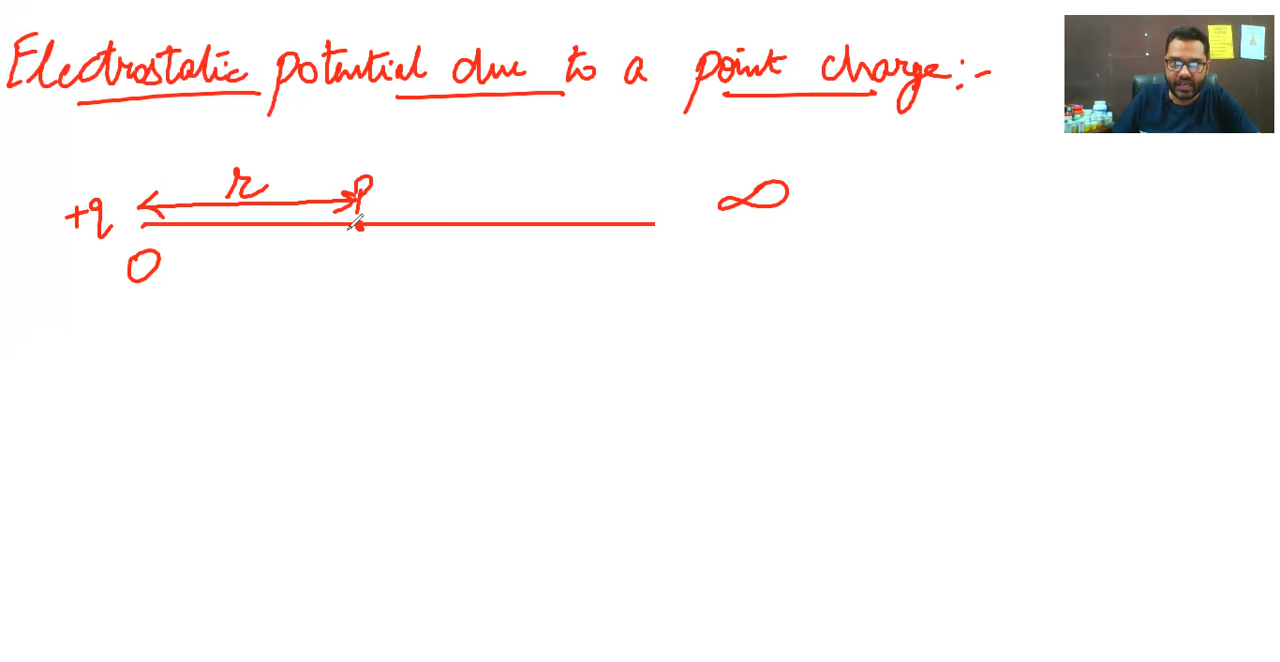 Electrostatic potential due to a point charge:-
r P ∞
+q
O